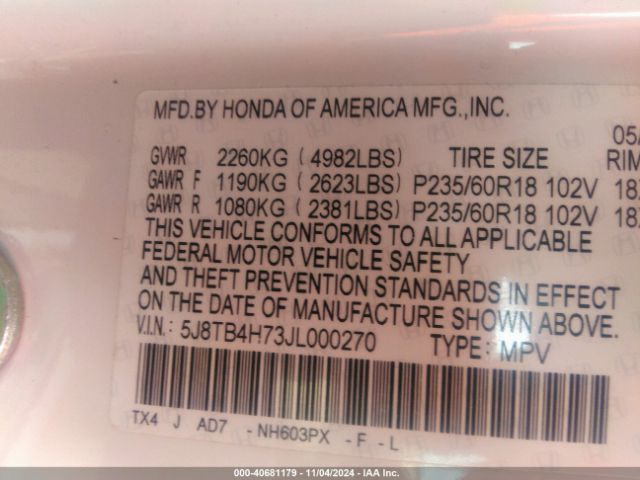 MFD.BY HONDA OF AMERICA MFG.,INC.
05/
GVWR 2260KG ( 4982LBS) TIRE SIZE RIM
GAWR F 1190KG ( 2623LBS) P235/60R18 102V 18
GAWR R 1080KG ( 2381LBS) P235/60R18 102V 18
THIS VEHICLE CONFORMS TO ALL APPLICABLE
FEDERAL MOTOR VEHICLE SAFETY
AND THEFT PREVENTION STANDARDS IN EFFECT
ON THE DATE OF MANUFACTURE SHOWN ABOVE.
V.I.N.: 5J8TB4H73JL000270 TYPE: MPV
TX4 J AD7 -NH603PX -F -L
000-40681179 - 11/04/2024 - IAA Inc.